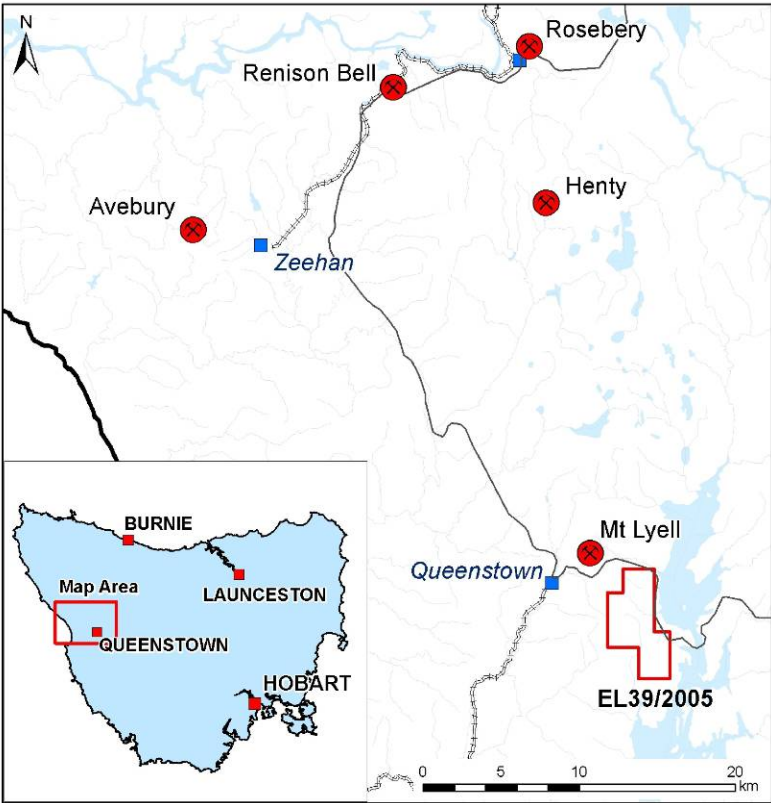 N
Rosebery
Renison Bell
Henty
Avebury
Zeehan
Mt Lyell
Queenstown
EL39/2005
BURNIE
Map Area
LAUNCESTON
QUEENSTOWN
HOBART
0 5 10 20
km